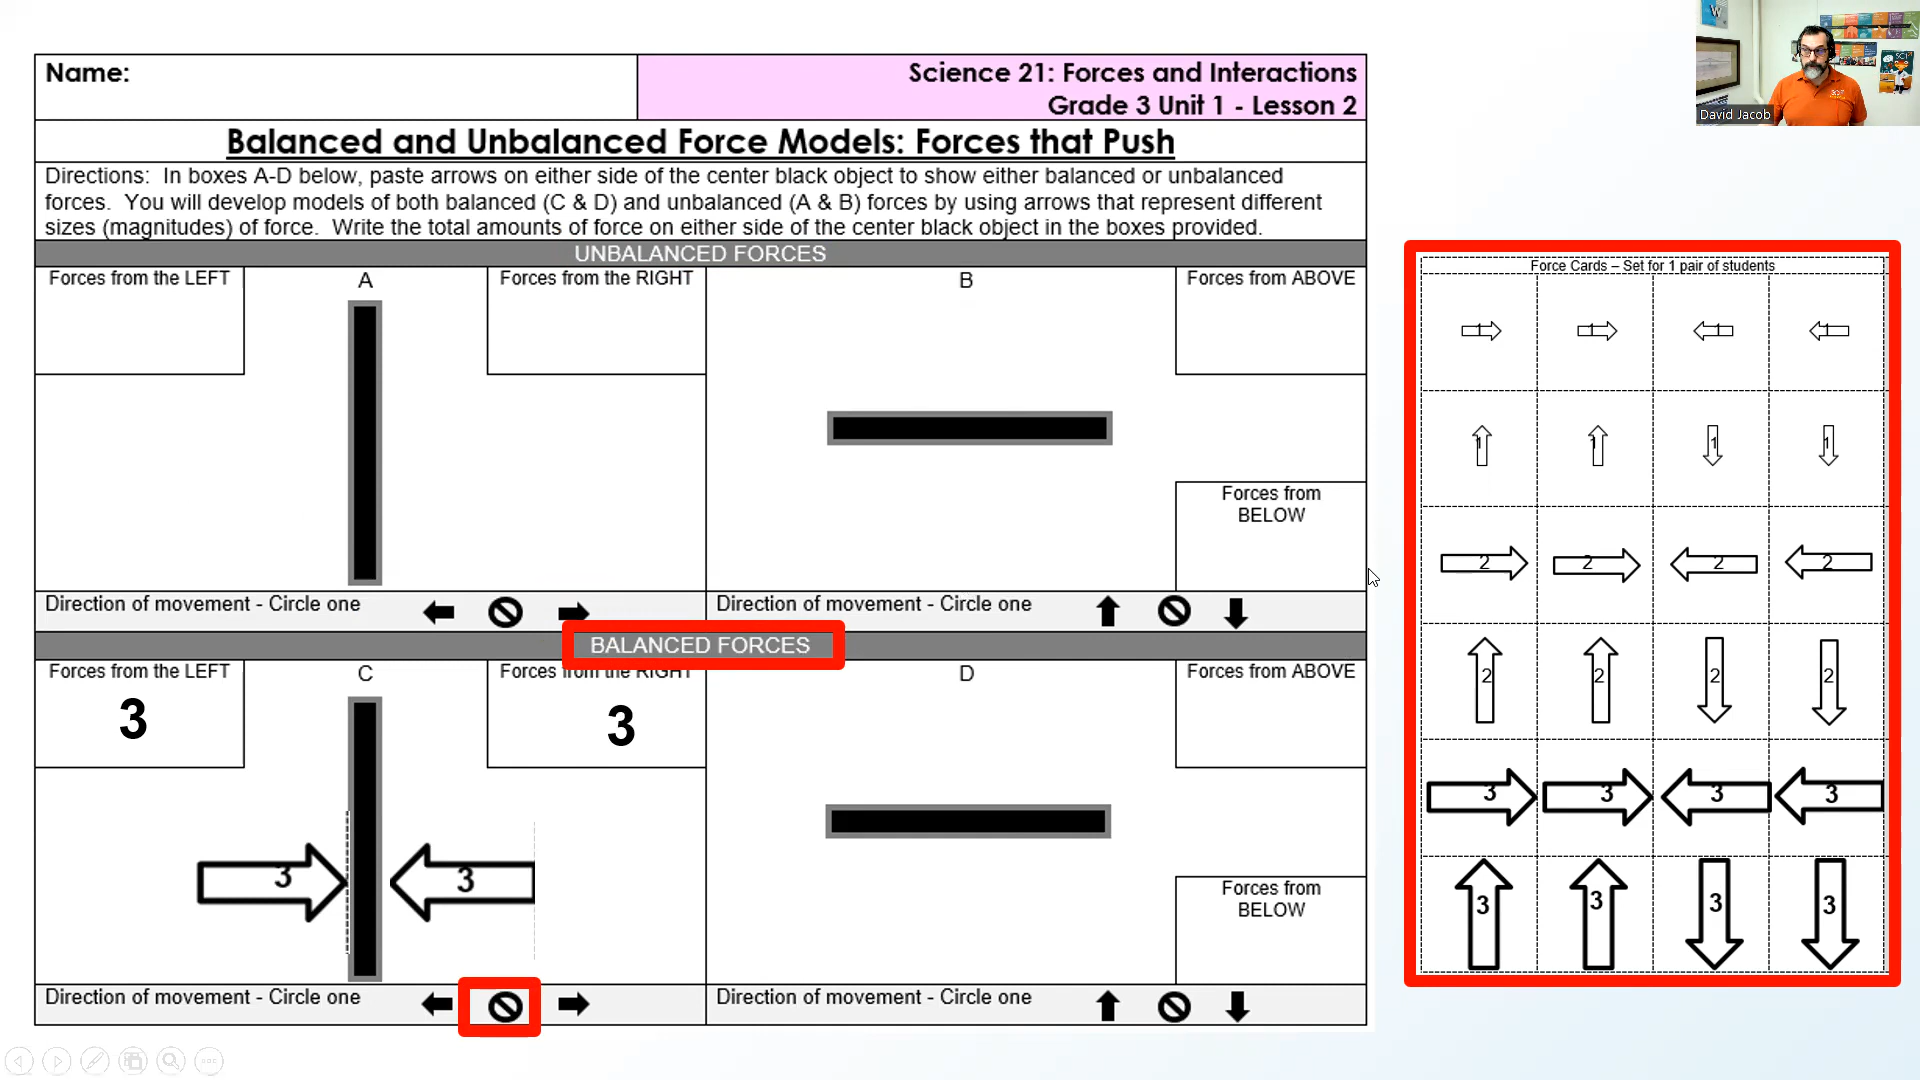 Name:
Science 21: Forces and Interactions
Grade 3 Unit 1 - Lesson 2
Balanced and Unbalanced Force Models: Forces that Push
Directions: In boxes A-D below, paste arrows on either side of the center black object to show either balanced or unbalanced
forces. You will develop models of both balanced (C & D) and unbalanced (A & B) forces by using arrows that represent different
sizes (magnitudes) of force. Write the total amounts of force on either side of the center black object in the boxes provided.
UNBALANCED FORCES
Forces from the LEFT
A
Forces from the RIGHT
B
Forces from ABOVE
Forces from
BELOW
Direction of movement - Circle one
Direction of movement - Circle one
BALANCED FORCES
Forces from the LEFT
3
C
Forces from the RIGHT
3
D
Forces from ABOVE
3
3
Forces from
BELOW
Direction of movement - Circle one
Direction of movement - Circle one
Force Cards – Set for 1 pair of students
1 1 1 1
1 1 1 1
2 2 2 2
2 2 2 2
3 3 3 3
3 3 3 3
W
David Jacob